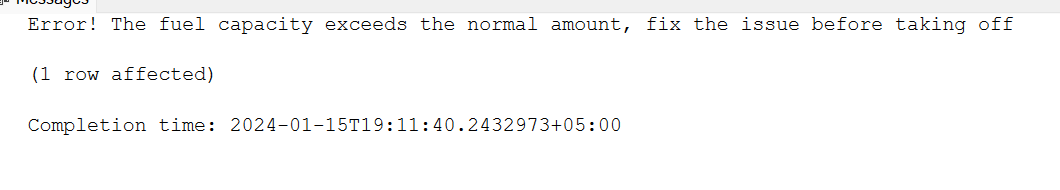 Messages
Error! The fuel capacity exceeds the normal amount, fix the issue before taking off
(1 row affected)
Completion time: 2024-01-15T19:11:40.2432973+05:00